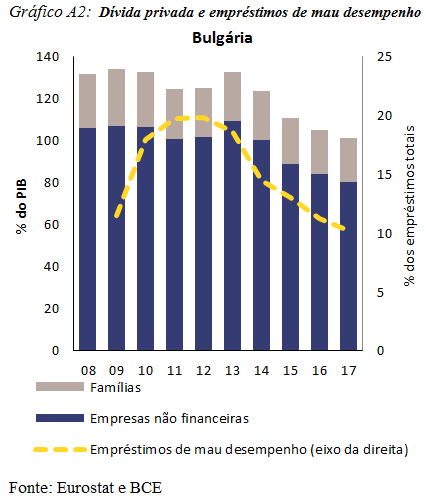 Gráfico A2: Dívida privada e empréstimos de mau desempenho
Bulgária
140
120
100
80
60
40
20
0
% do PIB
25
20
15
10
5
0
% dos empréstimos totais
08 09 10 11 12 13 14 15 16 17
Famílias
Empresas não financeiras
Empréstimos de mau desempenho (eixo da direita)
Fonte: Eurostat e BCE